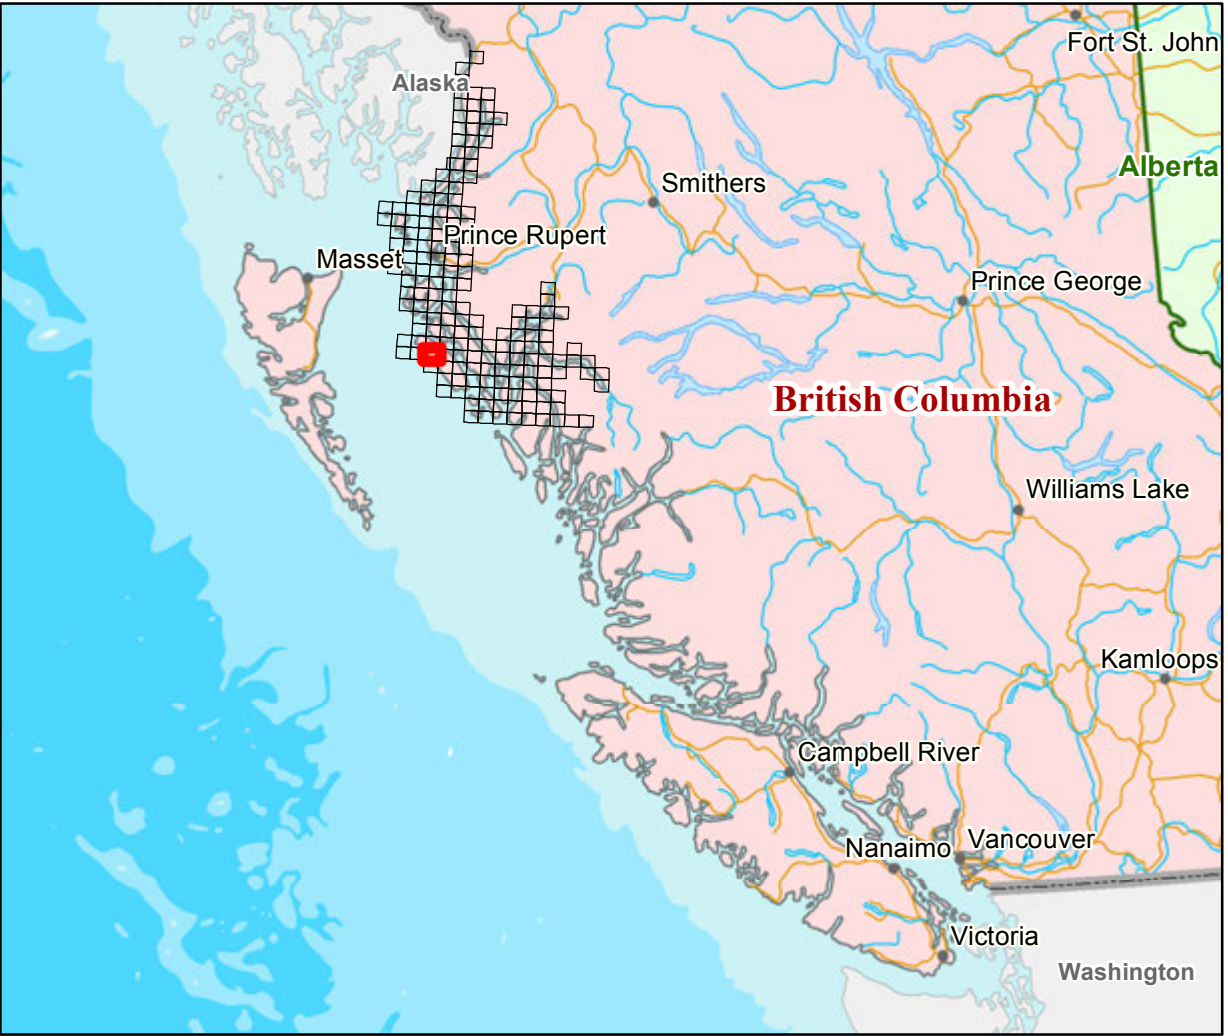 Fort St. John
Alaska
Alberta
Smithers
Prince Rupert
Masset
Prince George
British Columbia
Williams Lake
Kamloops
Campbell River
Vancouver
Nanaimo
Victoria
Washington